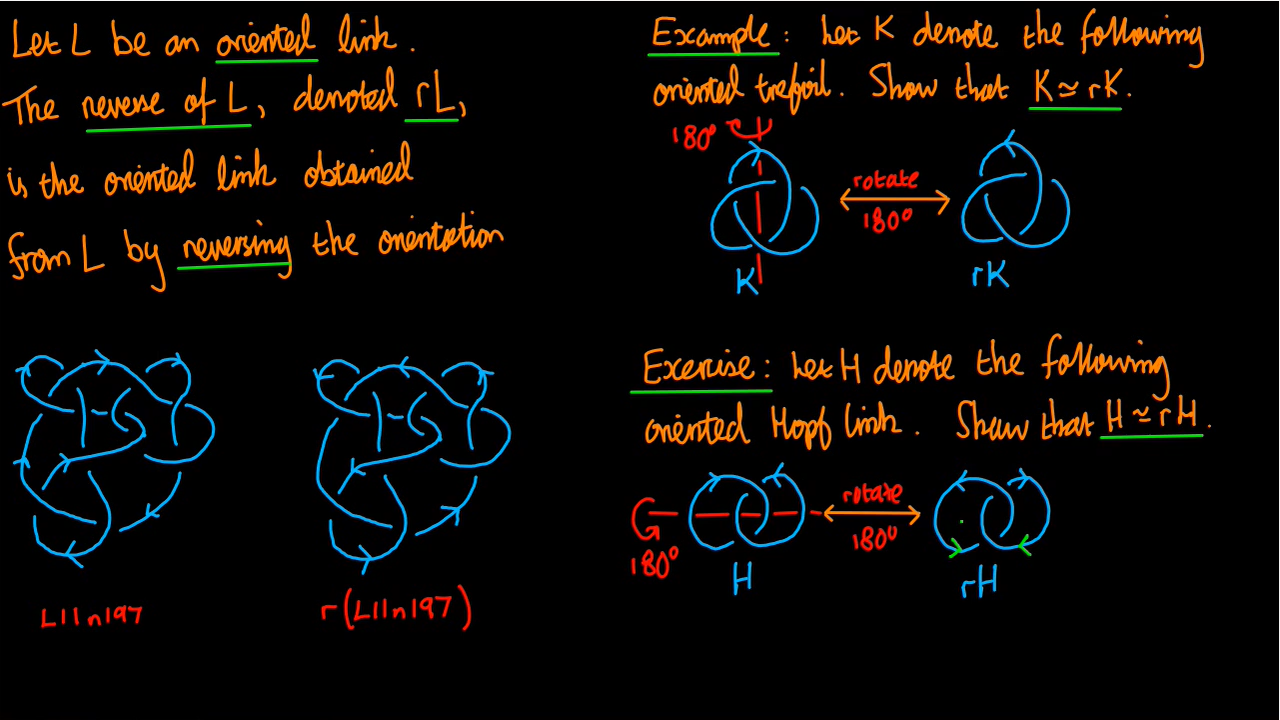 Let L be an oriented link.
The reverse of L, denoted rL,
is the oriented link obtained
from L by reversing the orientation
L11n197
r(L11n197)
Example: Let K denote the following
oriented trefoil. Show that K ≃ rK.
180°
rotate
180°
K
rK
Exercise: Let H denote the following
oriented Hopf link. Show that H ≃ rH.
rotate
180°
180°
H
rH